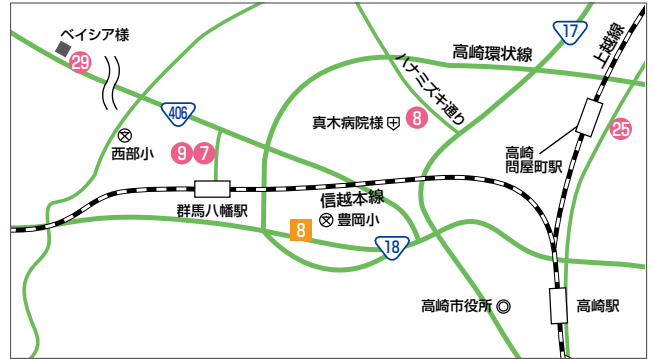 ベイシア様
29
17
高崎環状線
上越線
ハナミズキ通り
406
真木病院様
8
西部小
9
7
高崎
問屋町駅
25
群馬八幡駅
信越本線
8
豊岡小
18
高崎市役所
高崎駅